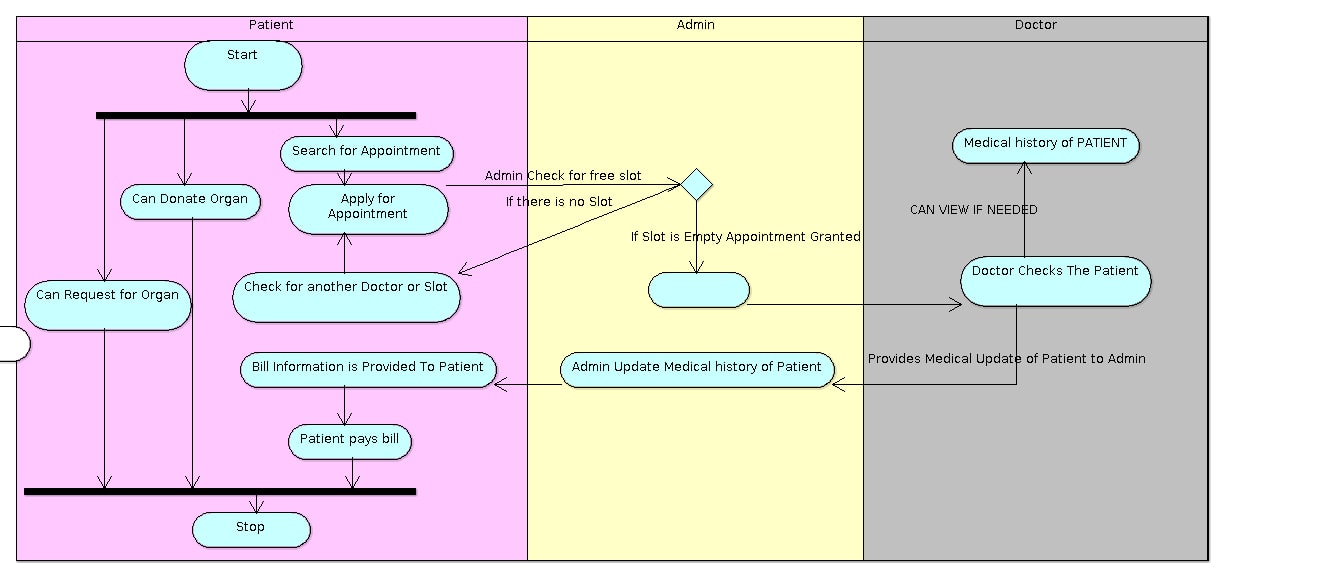 Patient
Admin
Doctor
Start
Search for Appointment
Medical history of PATIENT
Admin Check for free slot
Can Donate Organ
Apply for
Appointment
If there is no Slot
CAN VIEW IF NEEDED
If Slot is Empty Appointment Granted
Doctor Checks The Patient
Can Request for Organ
Check for another Doctor or Slot
Provides Medical Update of Patient to Admin
Bill Information is Provided To Patient
Admin Update Medical history of Patient
Patient pays bill
Stop